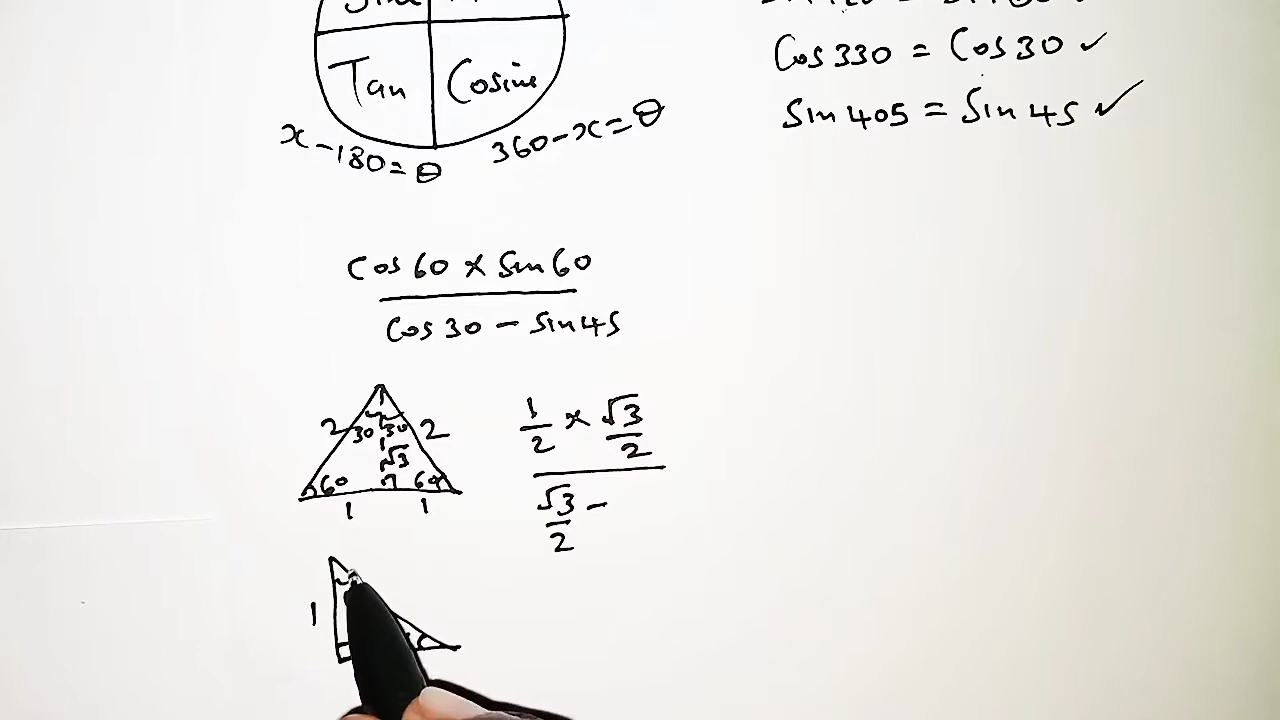 Tan Cosine
x - 180 = θ 360 - x = θ
Cos 330 = Cos 30 ✓
Sin 405 = Sin 45 ✓
Cos 60 × Sin 60
Cos 30 - Sin 45
2 30 30 2
√3
60 60
1 1
1/2 × √3/2
√3/2 -
1